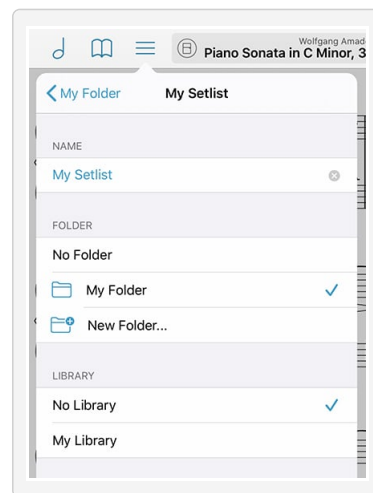 Wolfgang Amad
Piano Sonata in C Minor, 3
My Folder
My Setlist
NAME
My Setlist
FOLDER
No Folder
My Folder
New Folder...
LIBRARY
No Library
My Library